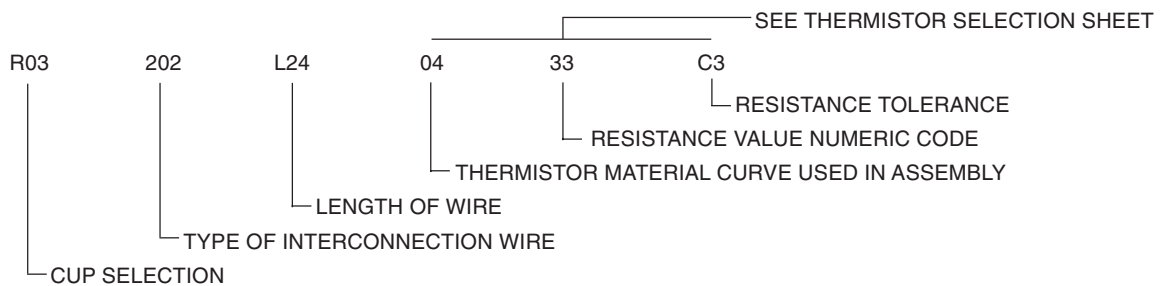 SEE THERMISTOR SELECTION SHEET
R03 202 L24 04 33 C3
RESISTANCE TOLERANCE
RESISTANCE VALUE NUMERIC CODE
THERMISTOR MATERIAL CURVE USED IN ASSEMBLY
LENGTH OF WIRE
TYPE OF INTERCONNECTION WIRE
CUP SELECTION